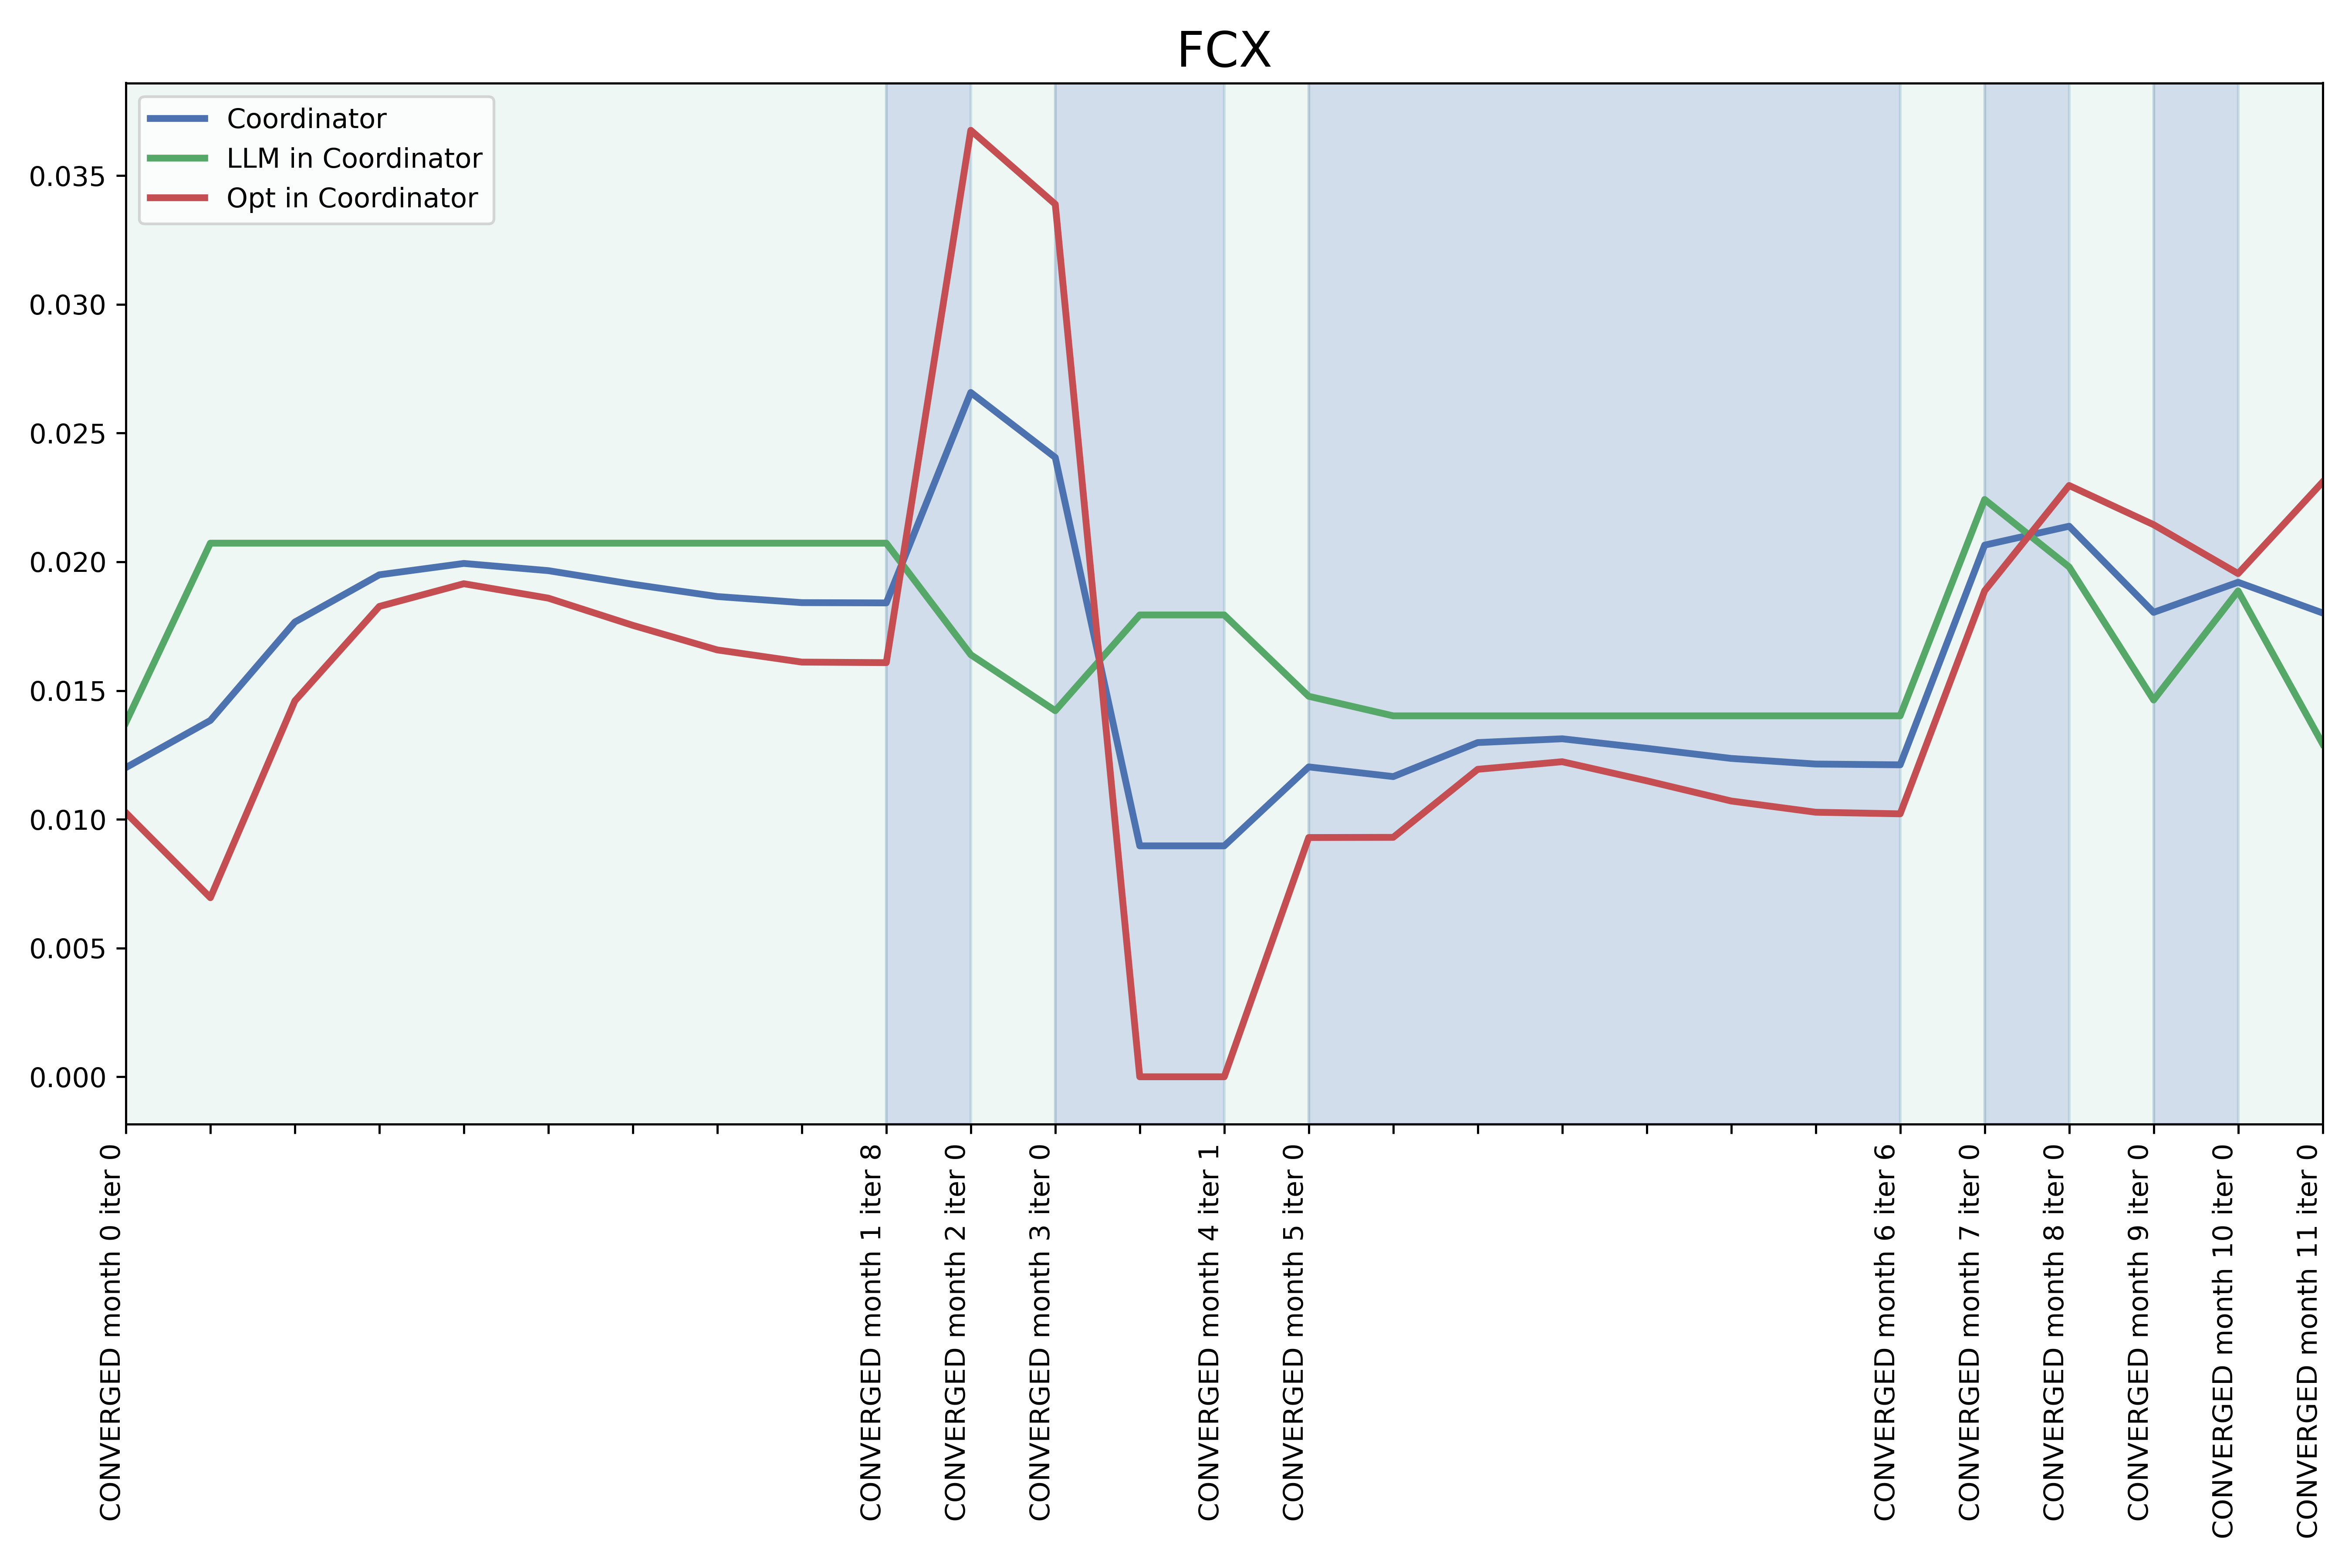 FCX
Coordinator
LLM in Coordinator
Opt in Coordinator
0.035
0.030
0.025
0.020
0.015
0.010
0.005
0.000
CONVERGED month 0 iter 0
CONVERGED month 1 iter 8
CONVERGED month 2 iter 0
CONVERGED month 3 iter 0
CONVERGED month 4 iter 1
CONVERGED month 5 iter 0
CONVERGED month 6 iter 6
CONVERGED month 7 iter 0
CONVERGED month 8 iter 0
CONVERGED month 9 iter 0
CONVERGED month 10 iter 0
CONVERGED month 11 iter 0